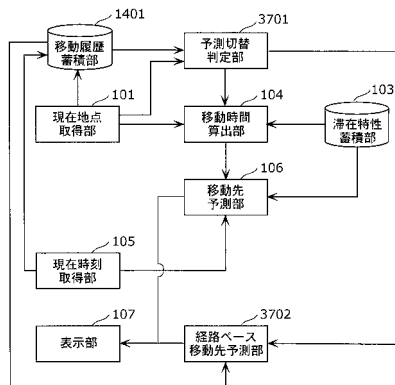 1401
移動履歴
蓄積部
3701
予測切替
判定部
101
現在地点
取得部
104
移動時間
算出部
103
滞在特性
蓄積部
106
移動先
予測部
105
現在時刻
取得部
107
表示部
3702
経路ベース
移動先予測部